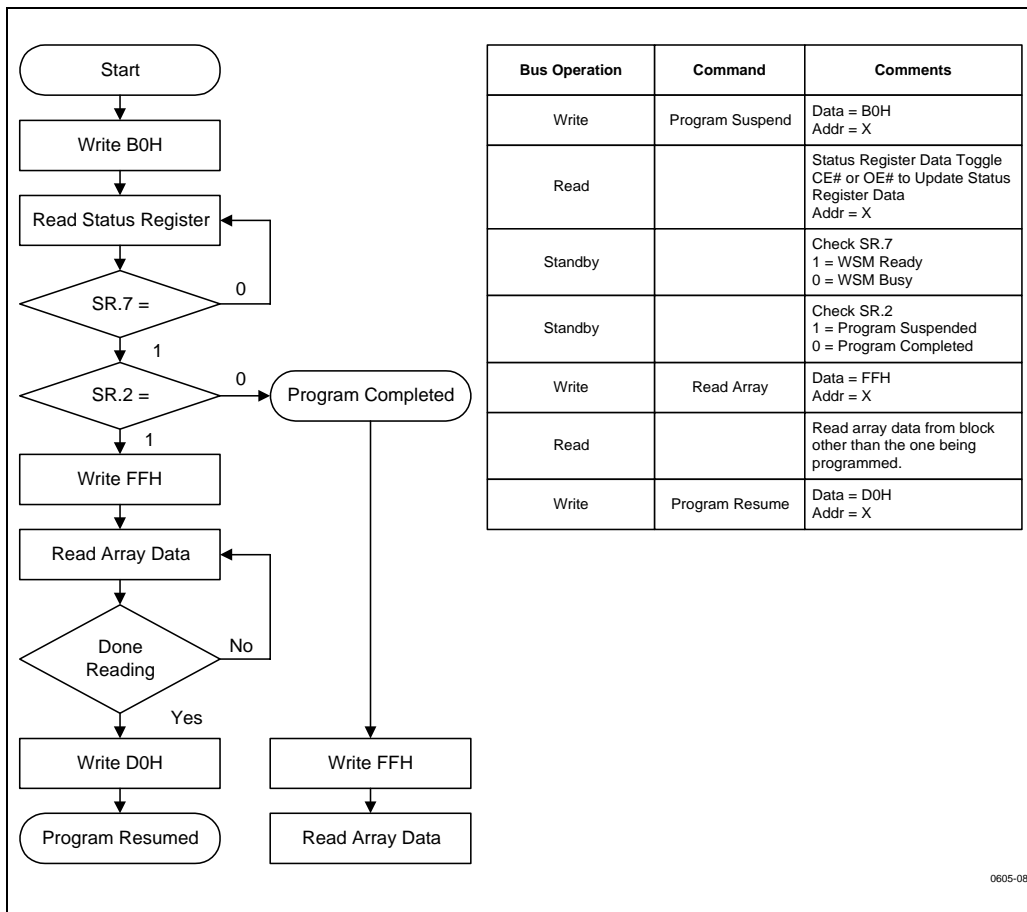 Start
Write B0H
Read Status Register
SR.7 =
0
1
SR.2 =
0
Program Completed
1
Write FFH
Read Array Data
Done
Reading
No
Yes
Write D0H
Write FFH
Program Resumed
Read Array Data
Bus Operation Command Comments
Write Program Suspend Data = B0H
Addr = X
Read Status Register Data Toggle
CE# or OE# to Update Status
Register Data
Addr = X
Standby Check SR.7
1 = WSM Ready
0 = WSM Busy
Standby Check SR.2
1 = Program Suspended
0 = Program Completed
Write Read Array Data = FFH
Addr = X
Read Read array data from block
other than the one being
programmed.
Write Program Resume Data = D0H
Addr = X
0605-08